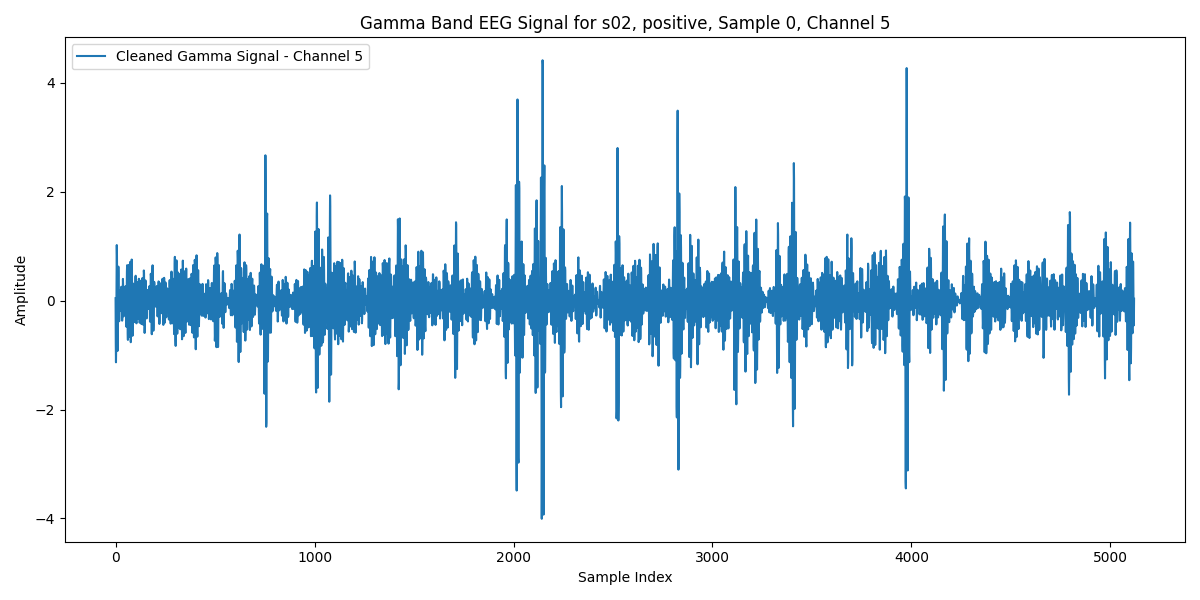 Gamma Band EEG Signal for s02, positive, Sample 0, Channel 5
Cleaned Gamma Signal - Channel 5
Amplitude
4
2
0
−2
−4
0 1000 2000 3000 4000 5000
Sample Index